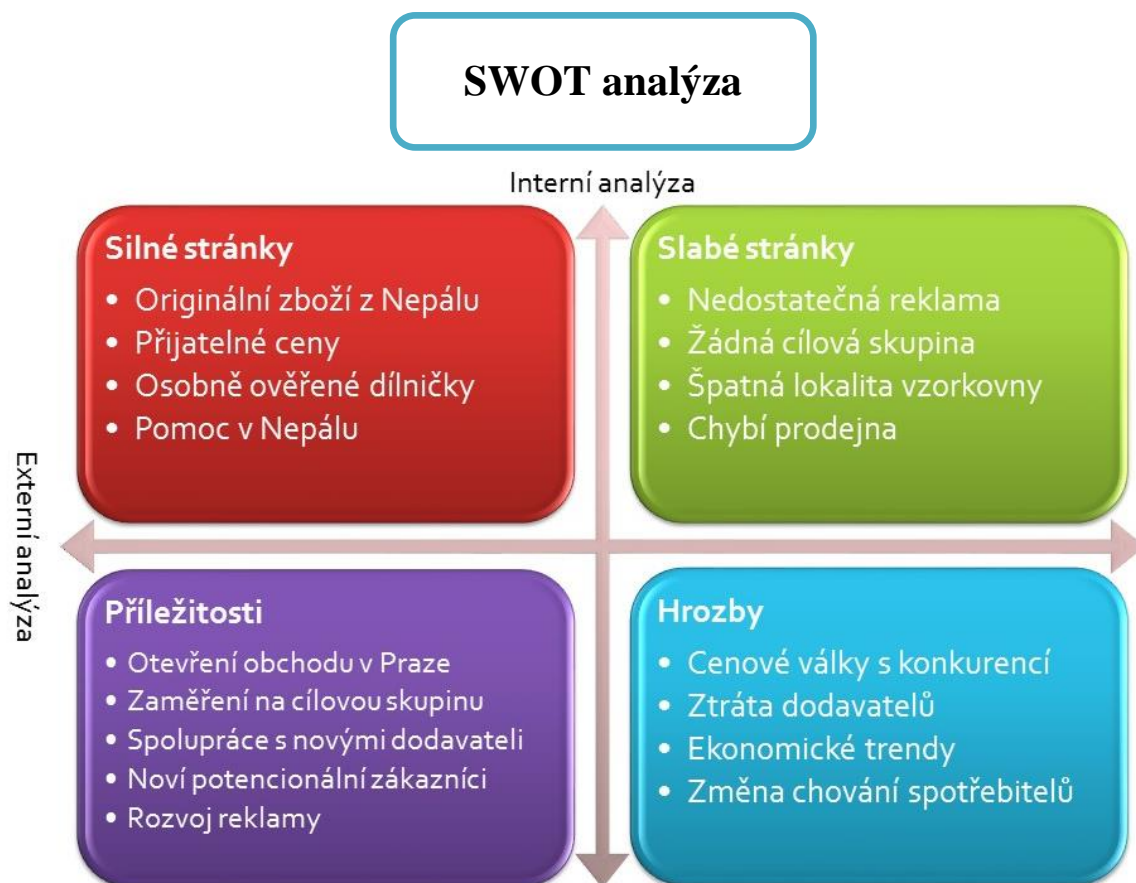 SWOT analýza
Interní analýza
Silné stránky
• Originální zboží z Nepálu
• Přijatelné ceny
• Osobně ověřené dílničky
• Pomoc v Nepálu
Slabé stránky
• Nedostatečná reklama
• Žádná cílová skupina
• Špatná lokalita vzorkovny
• Chybí prodejna
Externí analýza
Příležitosti
• Otevření obchodu v Praze
• Zaměření na cílovou skupinu
• Spolupráce s novými dodavateli
• Noví potencionální zákazníci
• Rozvoj reklamy
Hrozby
• Cenové války s konkurencí
• Ztráta dodavatelů
• Ekonomické trendy
• Změna chování spotřebitelů